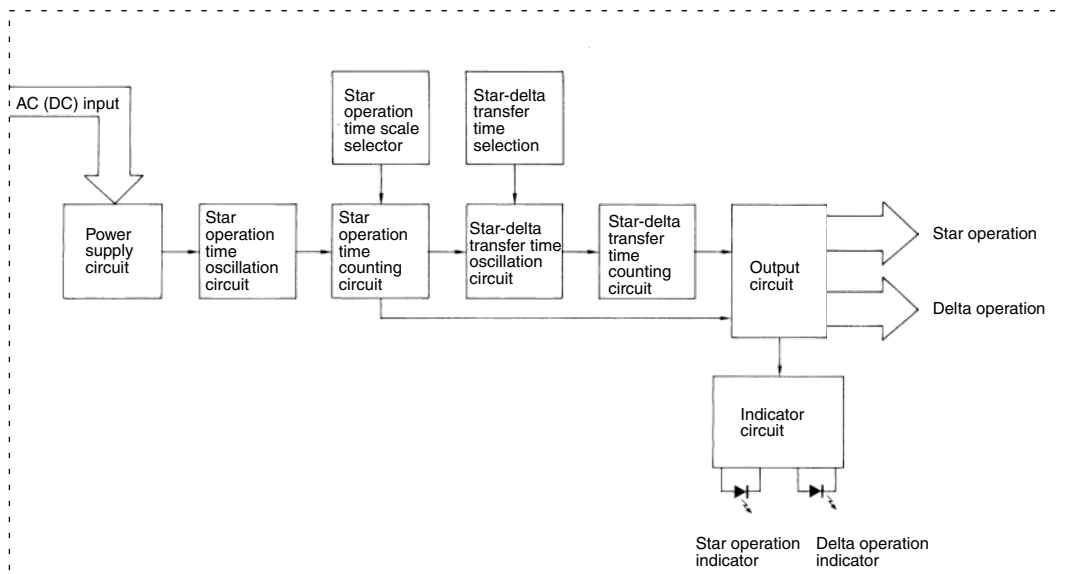 AC (DC) input
Star
operation
time scale
selector
Star-delta
transfer
time
selection
Power
supply
circuit
Star
operation
time
oscillation
circuit
Star
operation
time
counting
circuit
Star-delta
transfer time
oscillation
circuit
Star-delta
transfer
time
counting
circuit
Output
circuit
Star operation
Delta operation
Indicator
circuit
Star operation
indicator
Delta operation
indicator